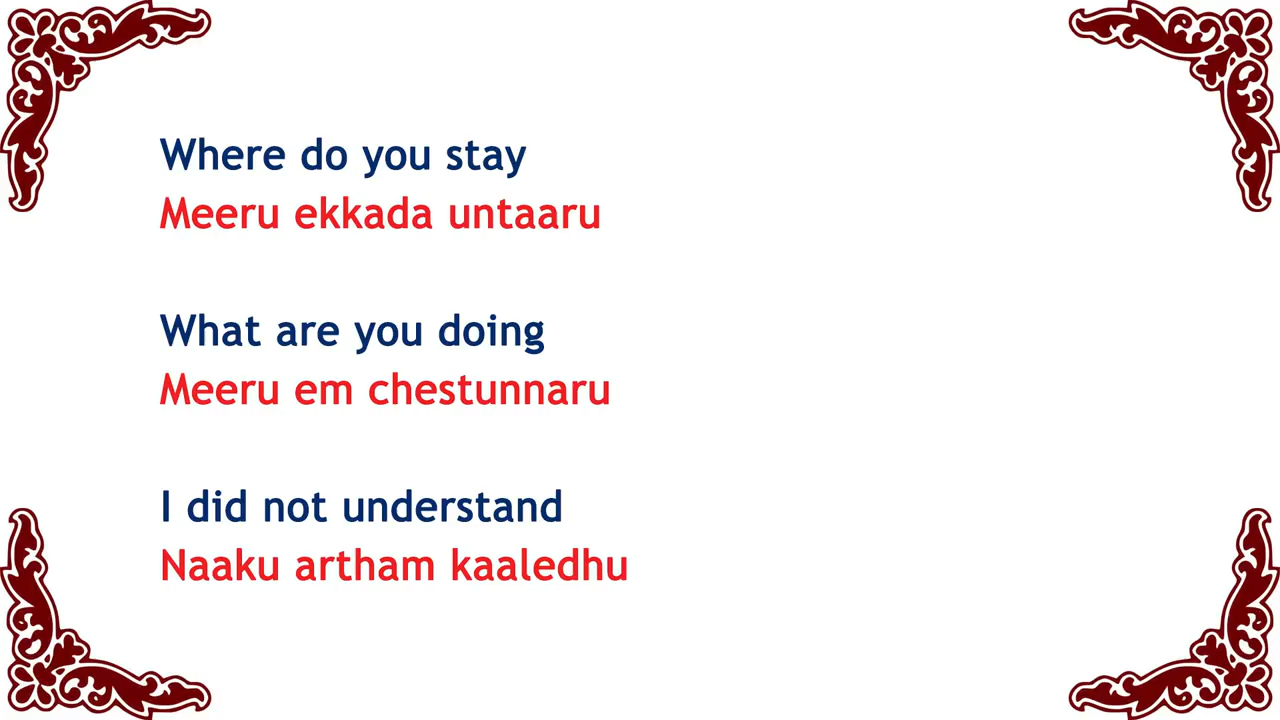 Where do you stay
Meeru ekkada untaaru
What are you doing
Meeru em chestunnaru
I did not understand
Naaku artham kaaledhu